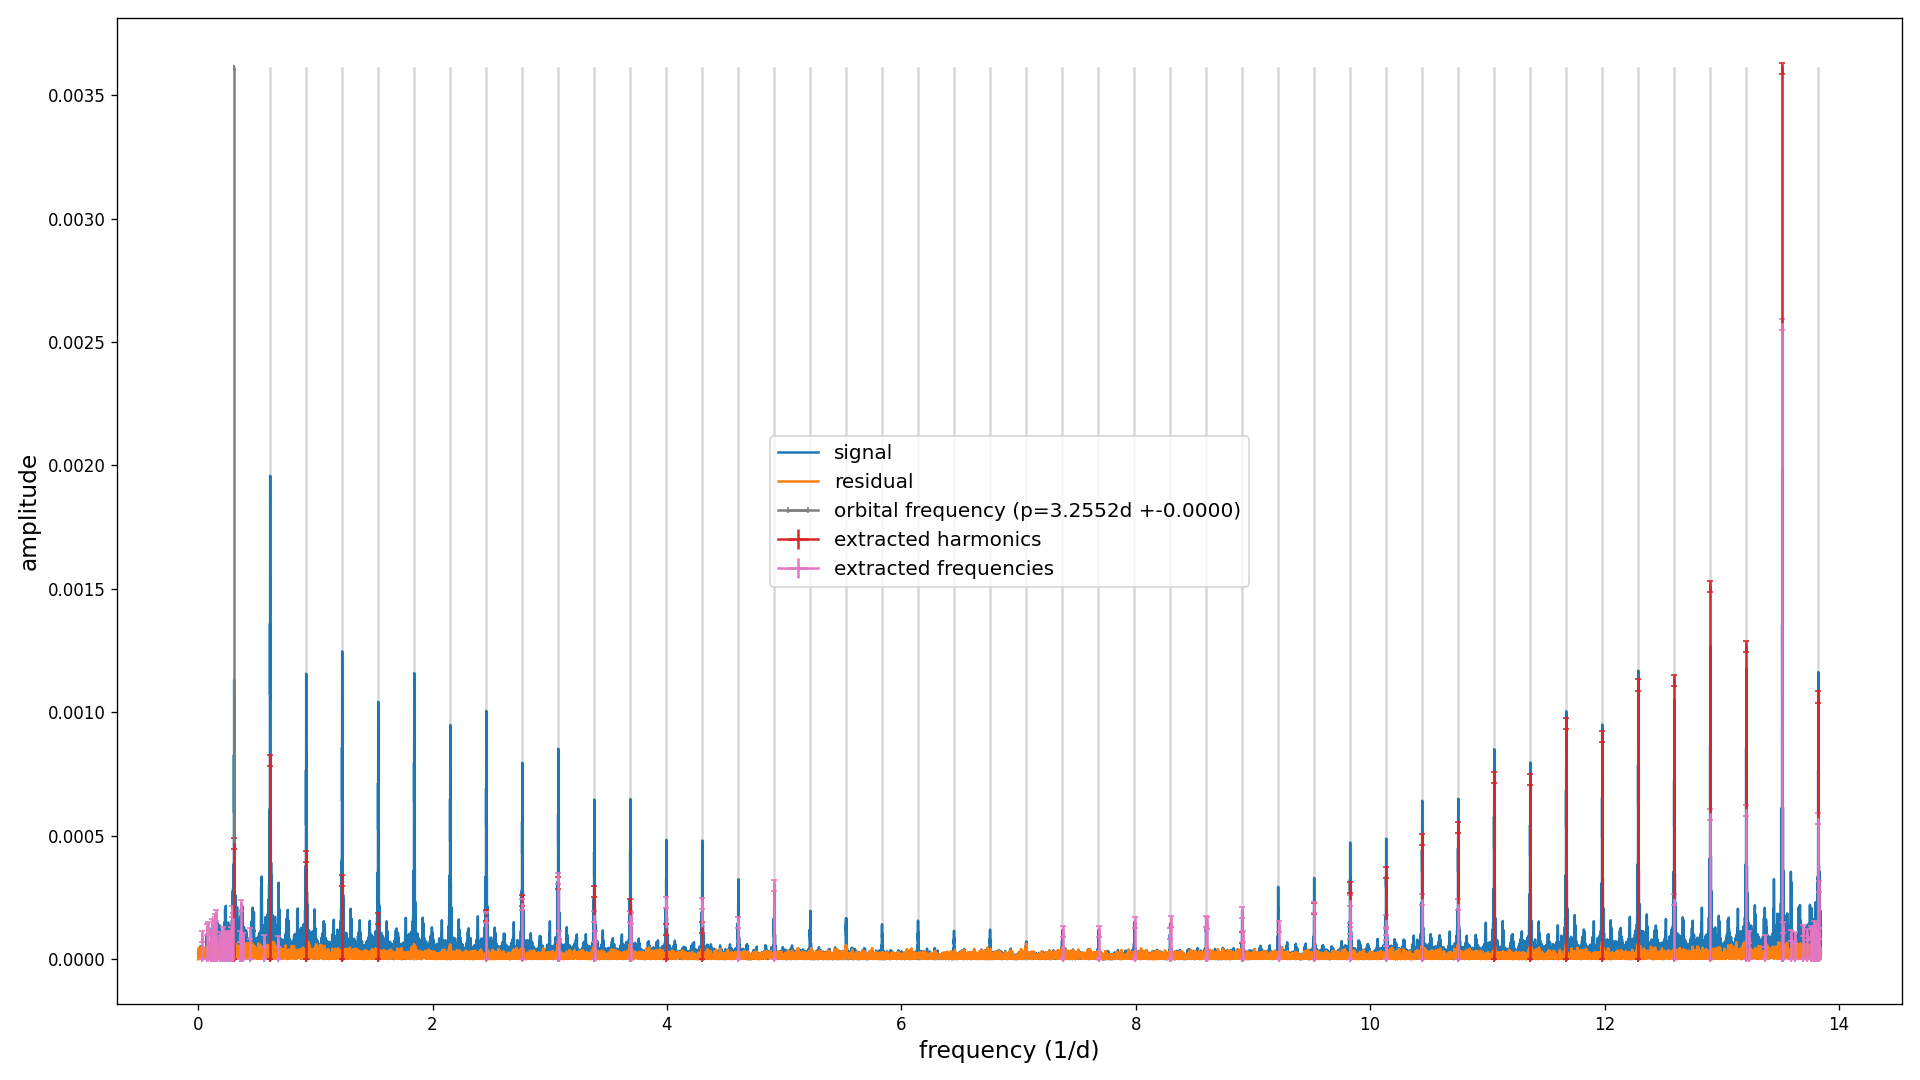 0.0035
0.0030
0.0025
0.0020
0.0015
0.0010
0.0005
0.0000
amplitude
signal
residual
orbital frequency (p=3.2552d +-0.0000)
extracted harmonics
extracted frequencies
0 2 4 6 8 10 12 14
frequency (1/d)